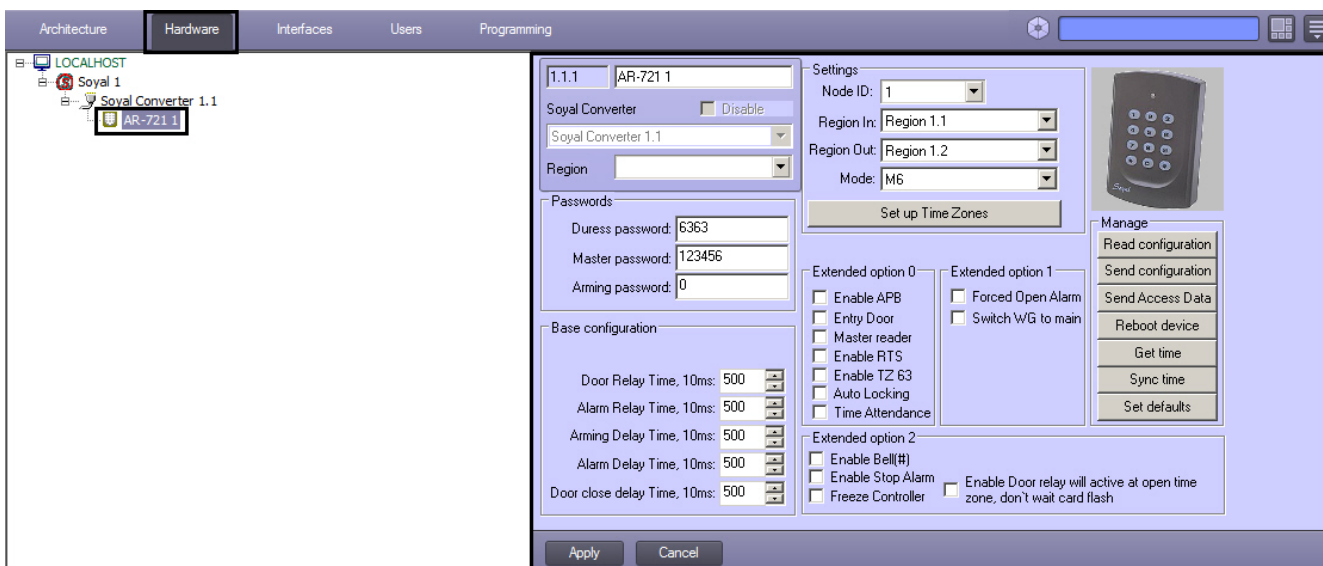 Architecture Hardware Interfaces Users Programming
LOCALHOST
Soyal 1
Soyal Converter 1.1
AR-721 1
1.1.1 AR-721 1
Soyal Converter Disable
Soyal Converter 1.1
Region
Passwords
Duress password: 6363
Master password: 123456
Arming password: 0
Base configuration
Door Relay Time, 10ms: 500
Alarm Relay Time, 10ms: 500
Arming Delay Time, 10ms: 500
Alarm Delay Time, 10ms: 500
Door close delay Time, 10ms: 500
Settings
Node ID: 1
Region In: Region 1.1
Region Out: Region 1.2
Mode: M6
Set up Time Zones
Extended option 0
Enable APB
Entry Door
Master reader
Enable RTS
Enable TZ 63
Auto Locking
Time Attendance
Extended option 1
Forced Open Alarm
Switch WG to main
Extended option 2
Enable Bell(#)
Enable Stop Alarm
Freeze Controller
Enable Door relay will active at open time
zone, don`t wait card flash
Soyal
Manage
Read configuration
Send configuration
Send Access Data
Reboot device
Get time
Sync time
Set defaults
Apply Cancel